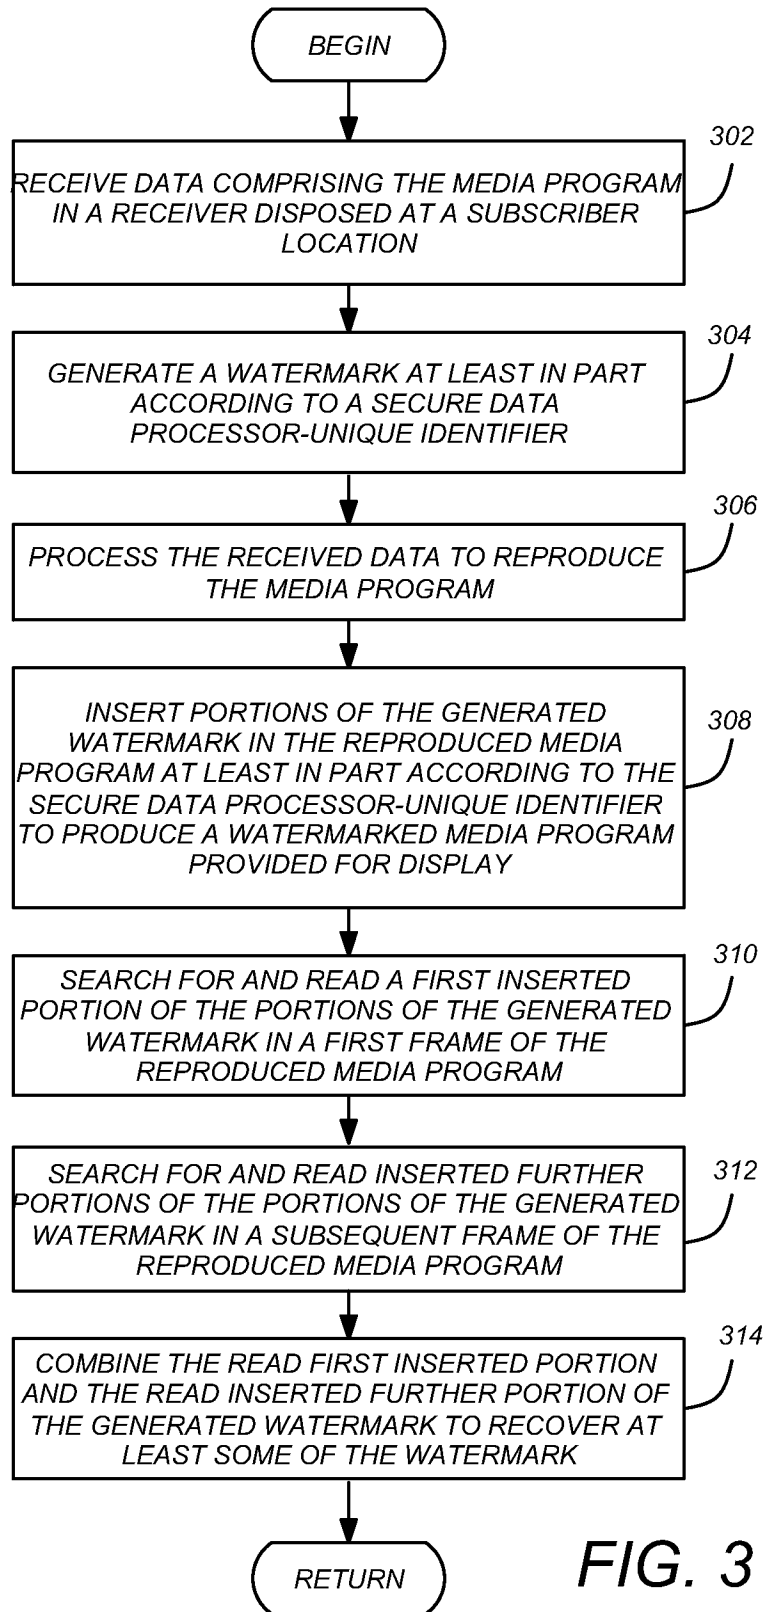 BEGIN
302
RECEIVE DATA COMPRISING THE MEDIA PROGRAM
IN A RECEIVER DISPOSED AT A SUBSCRIBER
LOCATION
304
GENERATE A WATERMARK AT LEAST IN PART
ACCORDING TO A SECURE DATA
PROCESSOR-UNIQUE IDENTIFIER
306
PROCESS THE RECEIVED DATA TO REPRODUCE
THE MEDIA PROGRAM
308
INSERT PORTIONS OF THE GENERATED
WATERMARK IN THE REPRODUCED MEDIA
PROGRAM AT LEAST IN PART ACCORDING TO THE
SECURE DATA PROCESSOR-UNIQUE IDENTIFIER
TO PRODUCE A WATERMARKED MEDIA PROGRAM
PROVIDED FOR DISPLAY
310
SEARCH FOR AND READ A FIRST INSERTED
PORTION OF THE PORTIONS OF THE GENERATED
WATERMARK IN A FIRST FRAME OF THE
REPRODUCED MEDIA PROGRAM
312
SEARCH FOR AND READ INSERTED FURTHER
PORTIONS OF THE PORTIONS OF THE GENERATED
WATERMARK IN A SUBSEQUENT FRAME OF THE
REPRODUCED MEDIA PROGRAM
314
COMBINE THE READ FIRST INSERTED PORTION
AND THE READ INSERTED FURTHER PORTION OF
THE GENERATED WATERMARK TO RECOVER AT
LEAST SOME OF THE WATERMARK
RETURN
FIG. 3